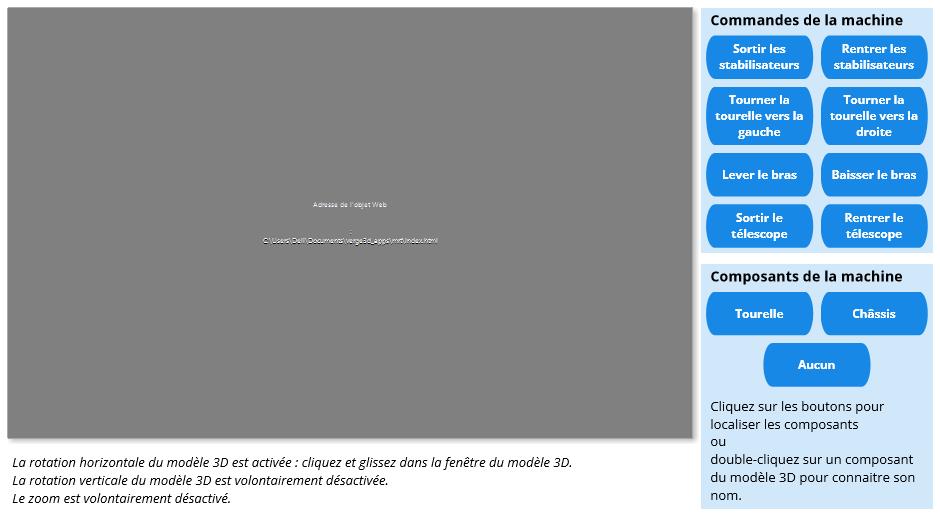 Adresse de l'objet Web
C:\Users\Dell\Documents\verge3d_apps\mrt\index.html
La rotation horizontale du modèle 3D est activée : cliquez et glissez dans la fenêtre du modèle 3D.
La rotation verticale du modèle 3D est volontairement désactivée.
Le zoom est volontairement désactivé.
Commandes de la machine
Sortir les
stabilisateurs
Rentrer les
stabilisateurs
Tourner la
tourelle vers la
gauche
Tourner la
tourelle vers la
droite
Lever le bras
Baisser le bras
Sortir le
télescope
Rentrer le
télescope
Composants de la machine
Tourelle
Châssis
Aucun
Cliquez sur les boutons pour
localiser les composants
ou
double-cliquez sur un composant
du modèle 3D pour connaitre son
nom.